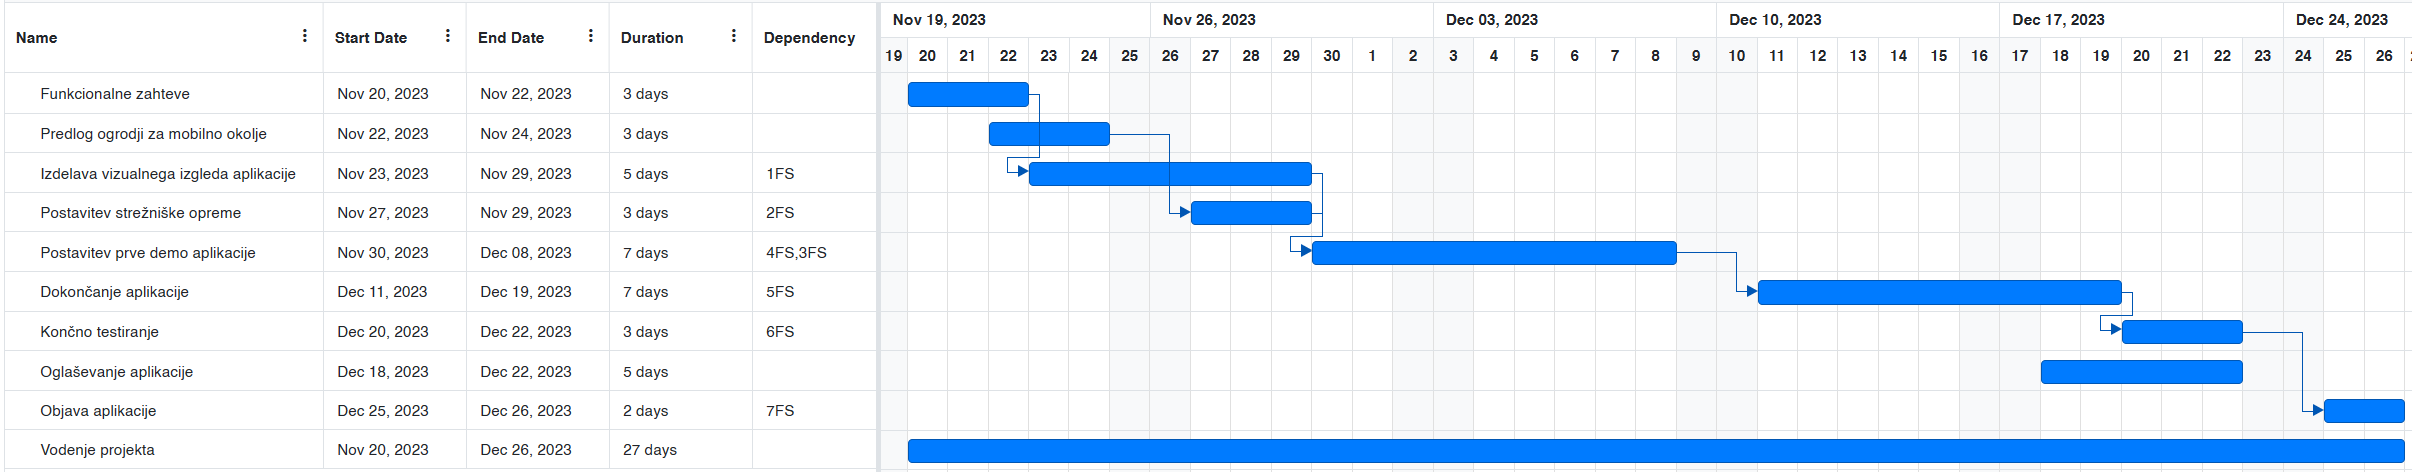 Name Start Date End Date Duration Dependency
Nov 19, 2023 Nov 26, 2023 Dec 03, 2023 Dec 10, 2023 Dec 17, 2023 Dec 24, 2023
19 20 21 22 23 24 25 26 27 28 29 30 1 2 3 4 5 6 7 8 9 10 11 12 13 14 15 16 17 18 19 20 21 22 23 24 25 26
Funkcionalne zahteve Nov 20, 2023 Nov 22, 2023 3 days
Predlog ogrodji za mobilno okolje Nov 22, 2023 Nov 24, 2023 3 days
Izdelava vizualnega izgleda aplikacije Nov 23, 2023 Nov 29, 2023 5 days 1FS
Postavitev strežniške opreme Nov 27, 2023 Nov 29, 2023 3 days 2FS
Postavitev prve demo aplikacije Nov 30, 2023 Dec 08, 2023 7 days 4FS,3FS
Dokončanje aplikacije Dec 11, 2023 Dec 19, 2023 7 days 5FS
Končno testiranje Dec 20, 2023 Dec 22, 2023 3 days 6FS
Oglaševanje aplikacije Dec 18, 2023 Dec 22, 2023 5 days
Objava aplikacije Dec 25, 2023 Dec 26, 2023 2 days 7FS
Vodenje projekta Nov 20, 2023 Dec 26, 2023 27 days